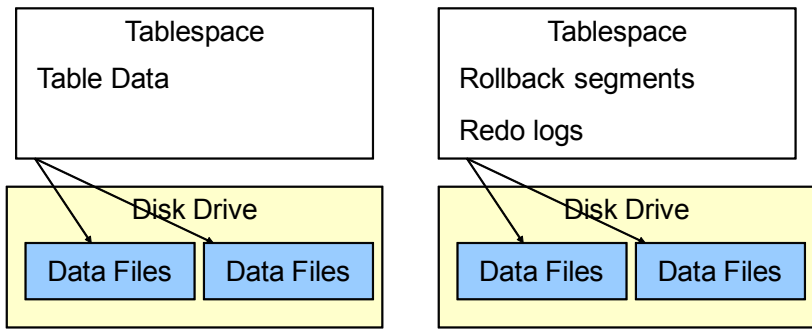 Tablespace
Table Data
Disk Drive
Data Files
Data Files
Tablespace
Rollback segments
Redo logs
Disk Drive
Data Files
Data Files